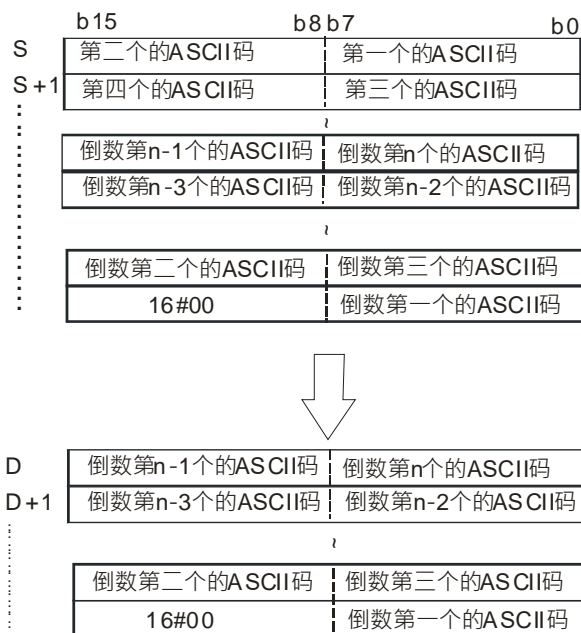 b15 b8 b7 b0
S 第二个的ASCII码 第一个的ASCII码
S+1 第四个的ASCII码 第三个的ASCII码
~
倒数第n-1个的ASCII码 倒数第n个的ASCII码
倒数第n-3个的ASCII码 倒数第n-2个的ASCII码
~
倒数第二个的ASCII码 倒数第三个的ASCII码
16#00 倒数第一个的ASCII码
D 倒数第n-1个的ASCII码 倒数第n个的ASCII码
D+1 倒数第n-3个的ASCII码 倒数第n-2个的ASCII码
~
倒数第二个的ASCII码 倒数第三个的ASCII码
16#00 倒数第一个的ASCII码